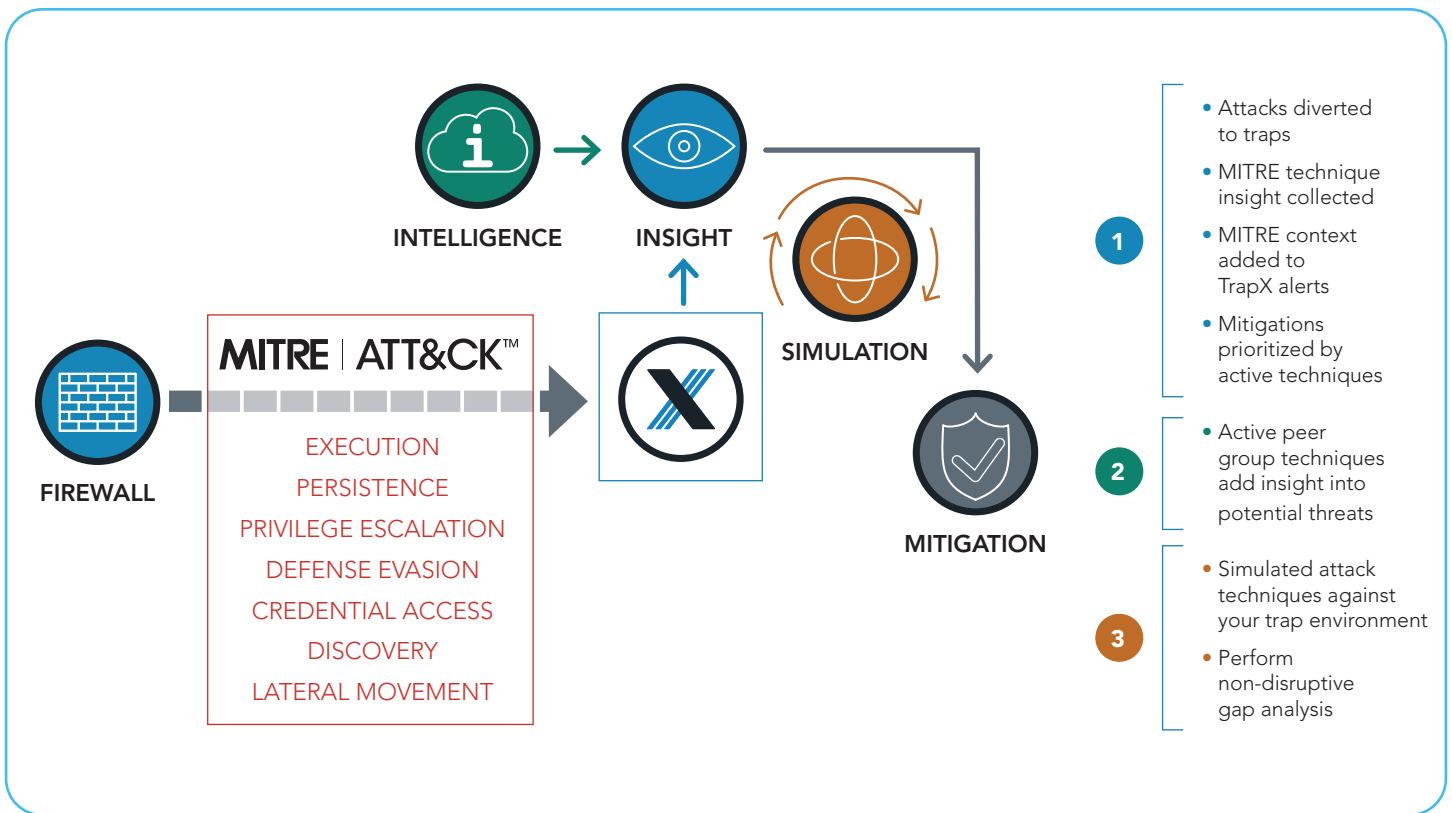 INTELLIGENCE
INSIGHT
SIMULATION
MITIGATION
FIREWALL
MITRE | ATT&CK™
EXECUTION
PERSISTENCE
PRIVILEGE ESCALATION
DEFENSE EVASION
CREDENTIAL ACCESS
DISCOVERY
LATERAL MOVEMENT
X
1
• Attacks diverted
to traps
• MITRE technique
insight collected
• MITRE context
added to
TrapX alerts
• Mitigations
prioritized by
active techniques
2
• Active peer
group techniques
add insight into
potential threats
3
• Simulated attack
techniques against
your trap environment
• Perform
non-disruptive
gap analysis